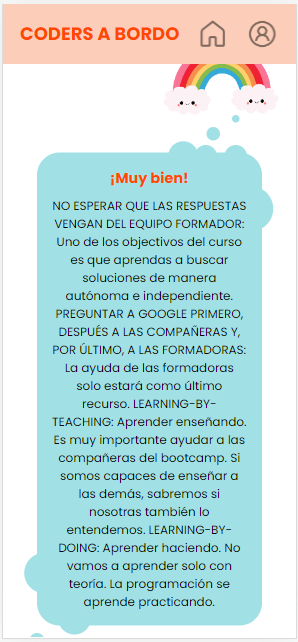 CODERS A BORDO
¡Muy bien!
NO ESPERAR QUE LAS RESPUESTAS
VENGAN DEL EQUIPO FORMADOR:
Uno de los objectivos del curso
es que aprendas a buscar
soluciones de manera
autónoma e independiente.
PREGUNTAR A GOOGLE PRIMERO,
DESPUÉS A LAS COMPAÑERAS Y,
POR ÚLTIMO, A LAS FORMADORAS:
La ayuda de las formadoras
solo estará como último
recurso. LEARNING-BY-
TEACHING: Aprender enseñando.
Es muy importante ayudar a las
compañeras del bootcamp. Si
somos capaces de enseñar a
las demás, sabremos si
nosotras también lo
entendemos. LEARNING-BY-
DOING: Aprender haciendo. No
vamos a aprender solo con
teoría. La programación se
aprende practicando.